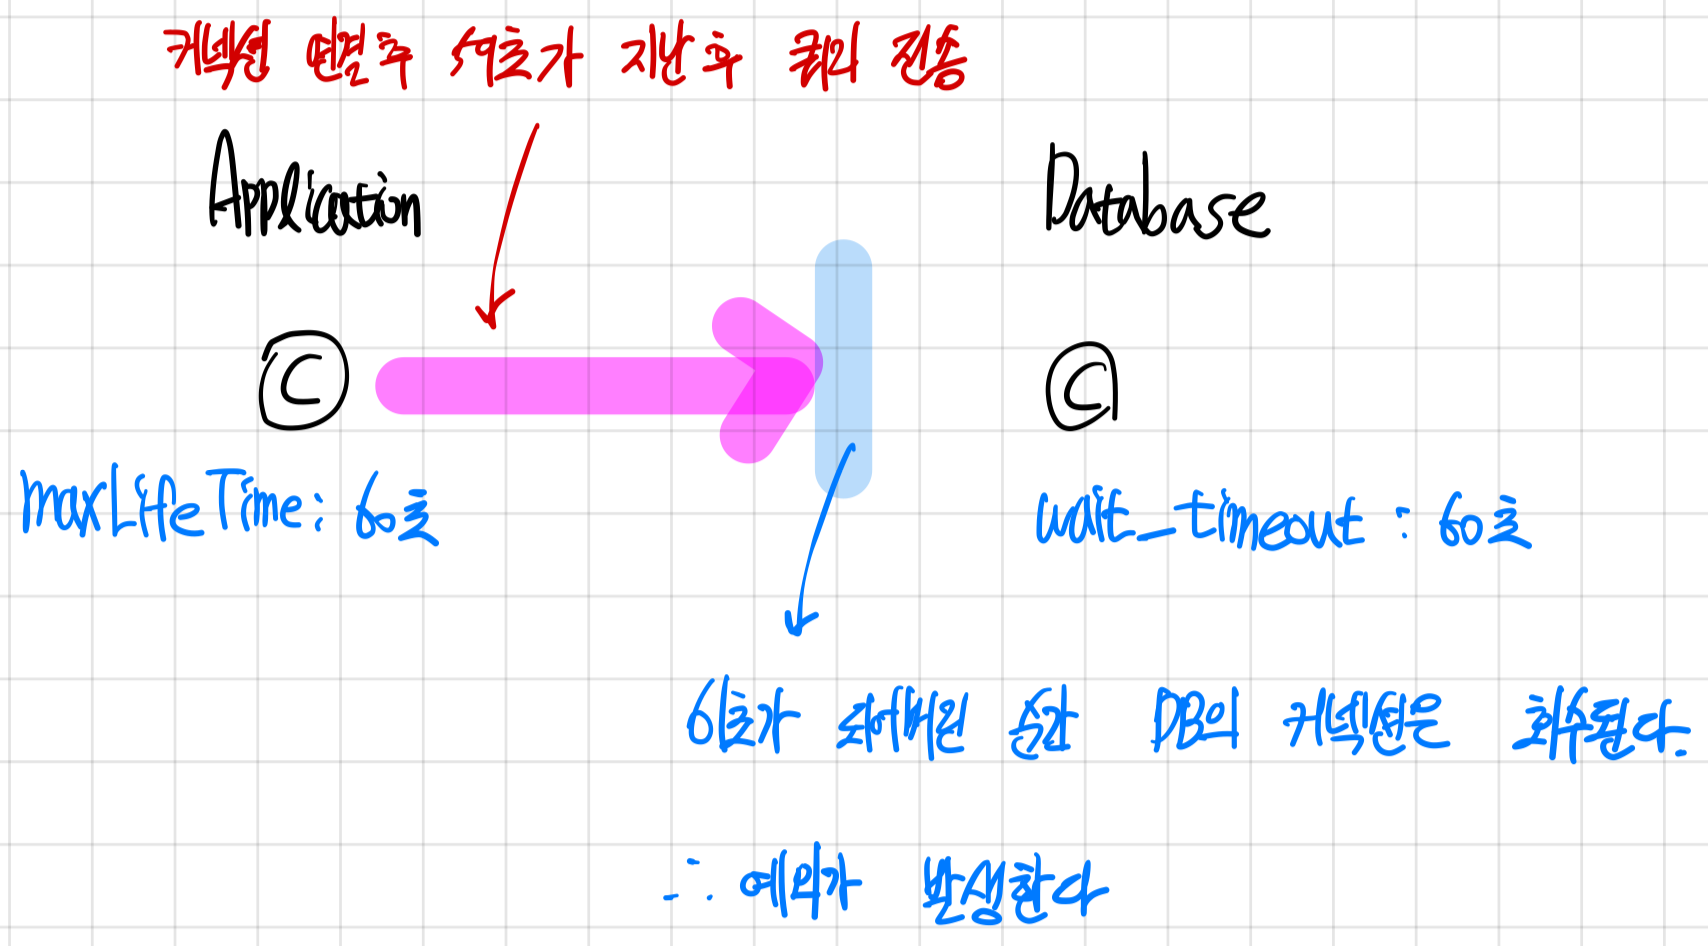 커넥션 연결후 59초가 지난 후 쿼리 전송
Application
Database
C
C
maxLifeTime : 60초
wait_timeout : 60초
61초가 되어버린 순간 DB의 커넥션은 회수된다.
∴ 예외가 발생한다